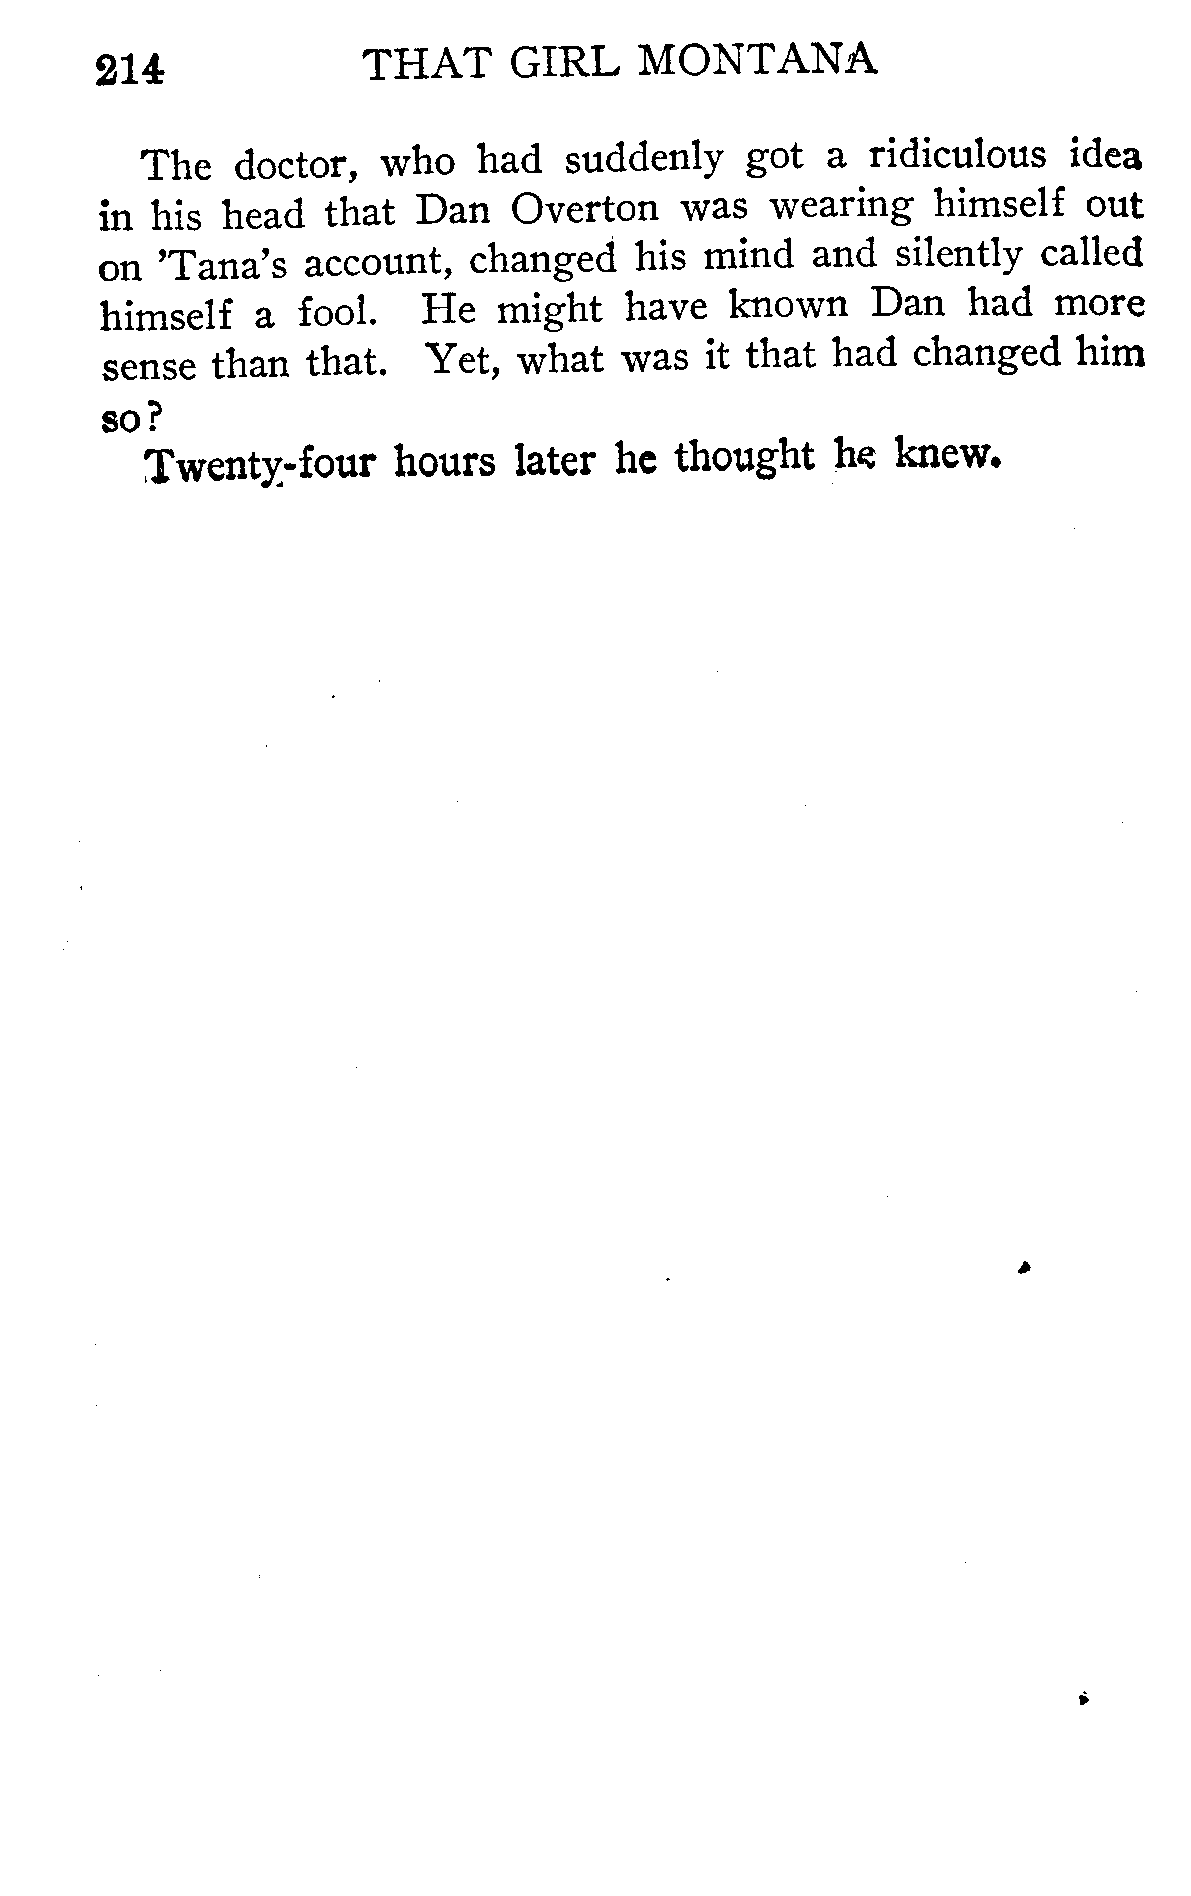 214 THAT GIRL MONTANA
The doctor, who had suddenly got a ridiculous idea
in his head that Dan Overton was wearing himself out
on ’Tana’s account, changed his mind and silently called
himself a fool. He might have known Dan had more
sense than that. Yet, what was it that had changed him
so?
Twenty-four hours later he thought he knew.